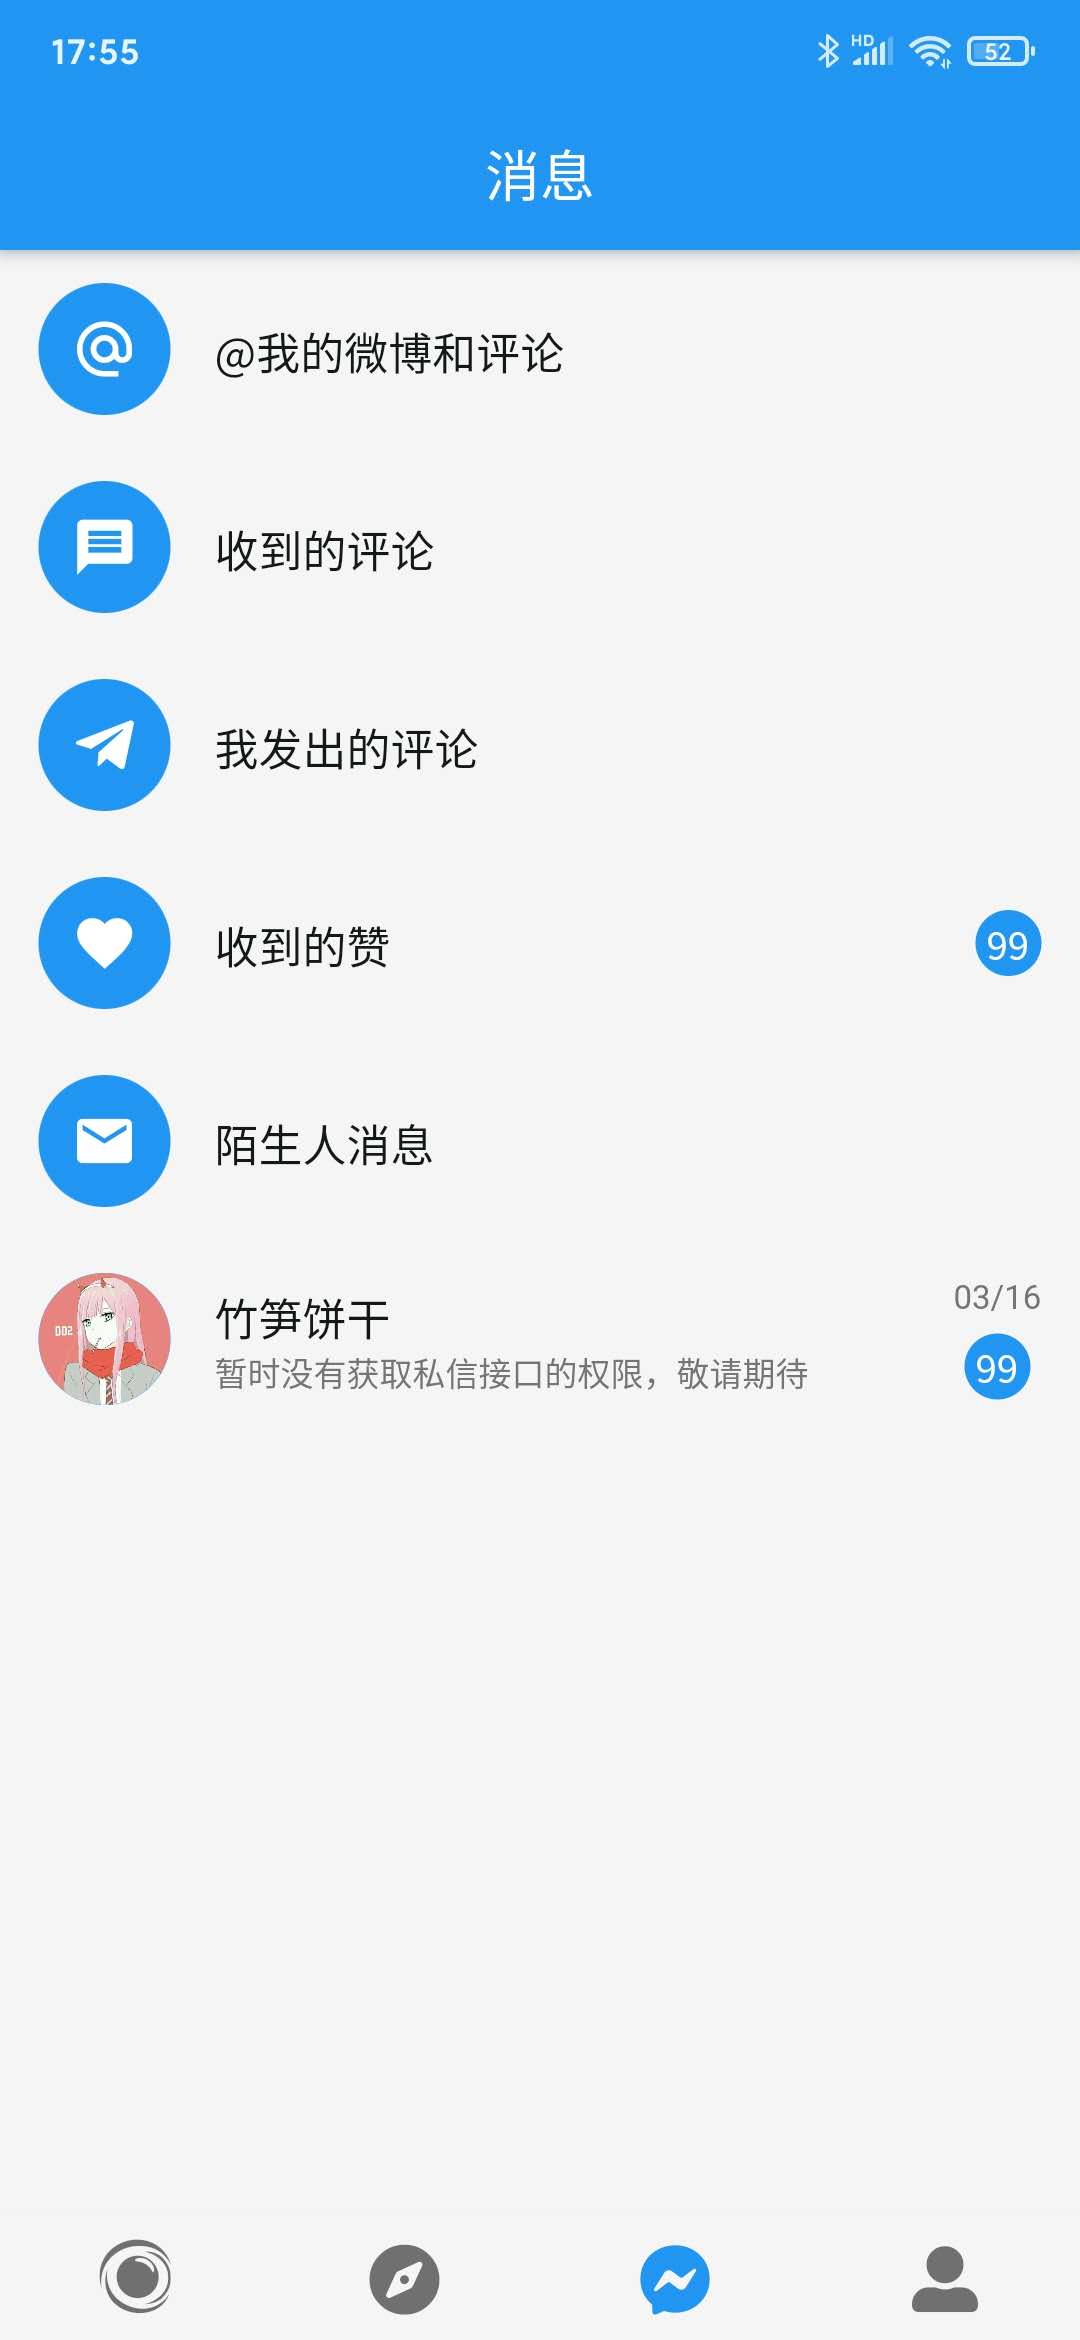 17:55
HD
52
消息
@我的微博和评论
收到的评论
我发出的评论
收到的赞
99
陌生人消息
002
竹笋饼干
03/16
暂时没有获取私信接口的权限，敬请期待
99